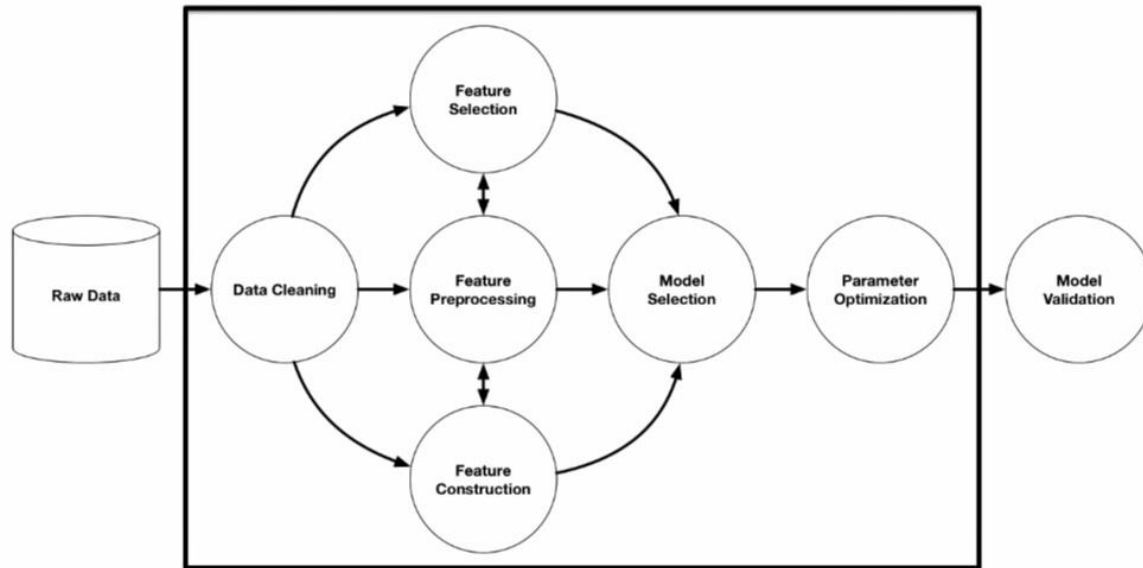 Feature
Selection
Raw Data
Data Cleaning
Feature
Preprocessing
Model
Selection
Parameter
Optimization
Model
Validation
Feature
Construction